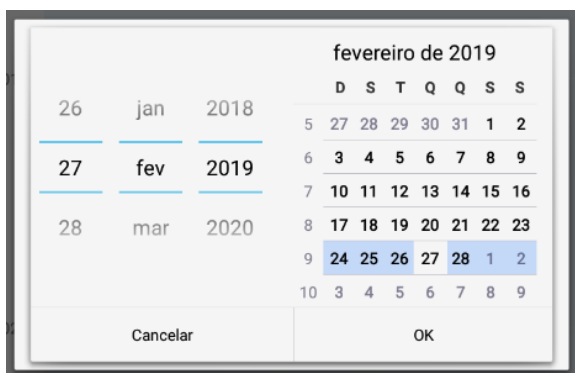 26 jan 2018
27 fev 2019
28 mar 2020
fevereiro de 2019
D S T Q Q S S
5 27 28 29 30 31 1 2
6 3 4 5 6 7 8 9
7 10 11 12 13 14 15 16
8 17 18 19 20 21 22 23
9 24 25 26 27 28 1 2
10 3 4 5 6 7 8 9
Cancelar OK